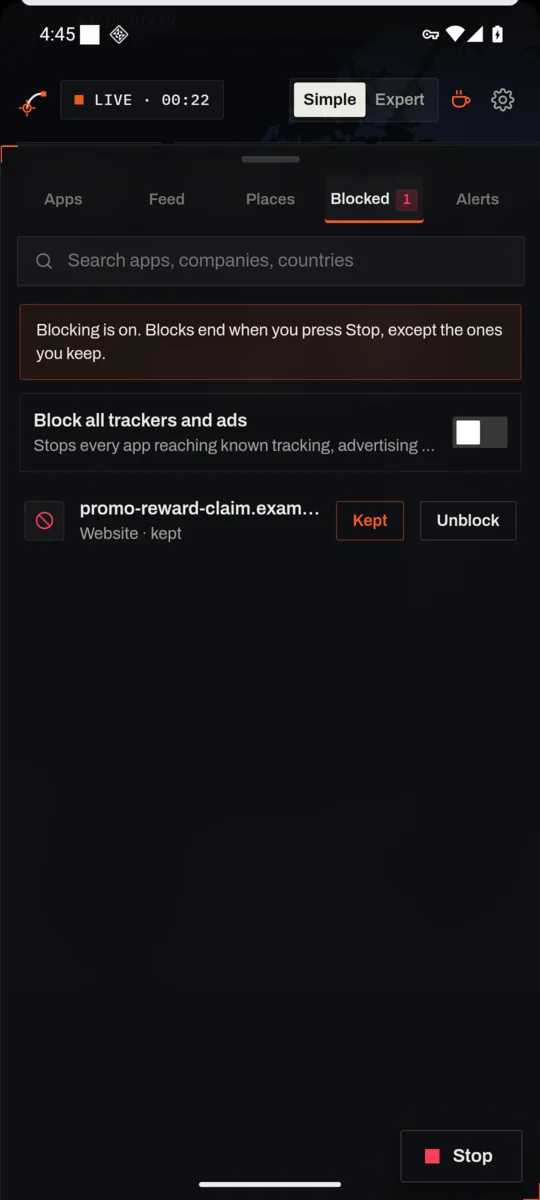 4:45
LIVE · 00:22
Simple
Expert
Apps
Feed
Places
Blocked 1
Alerts
Search apps, companies, countries
Blocking is on. Blocks end when you press Stop, except the ones
you keep.
Block all trackers and ads
Stops every app reaching known tracking, advertising ...
promo-reward-claim.exam...
Website · kept
Kept
Unblock
Stop